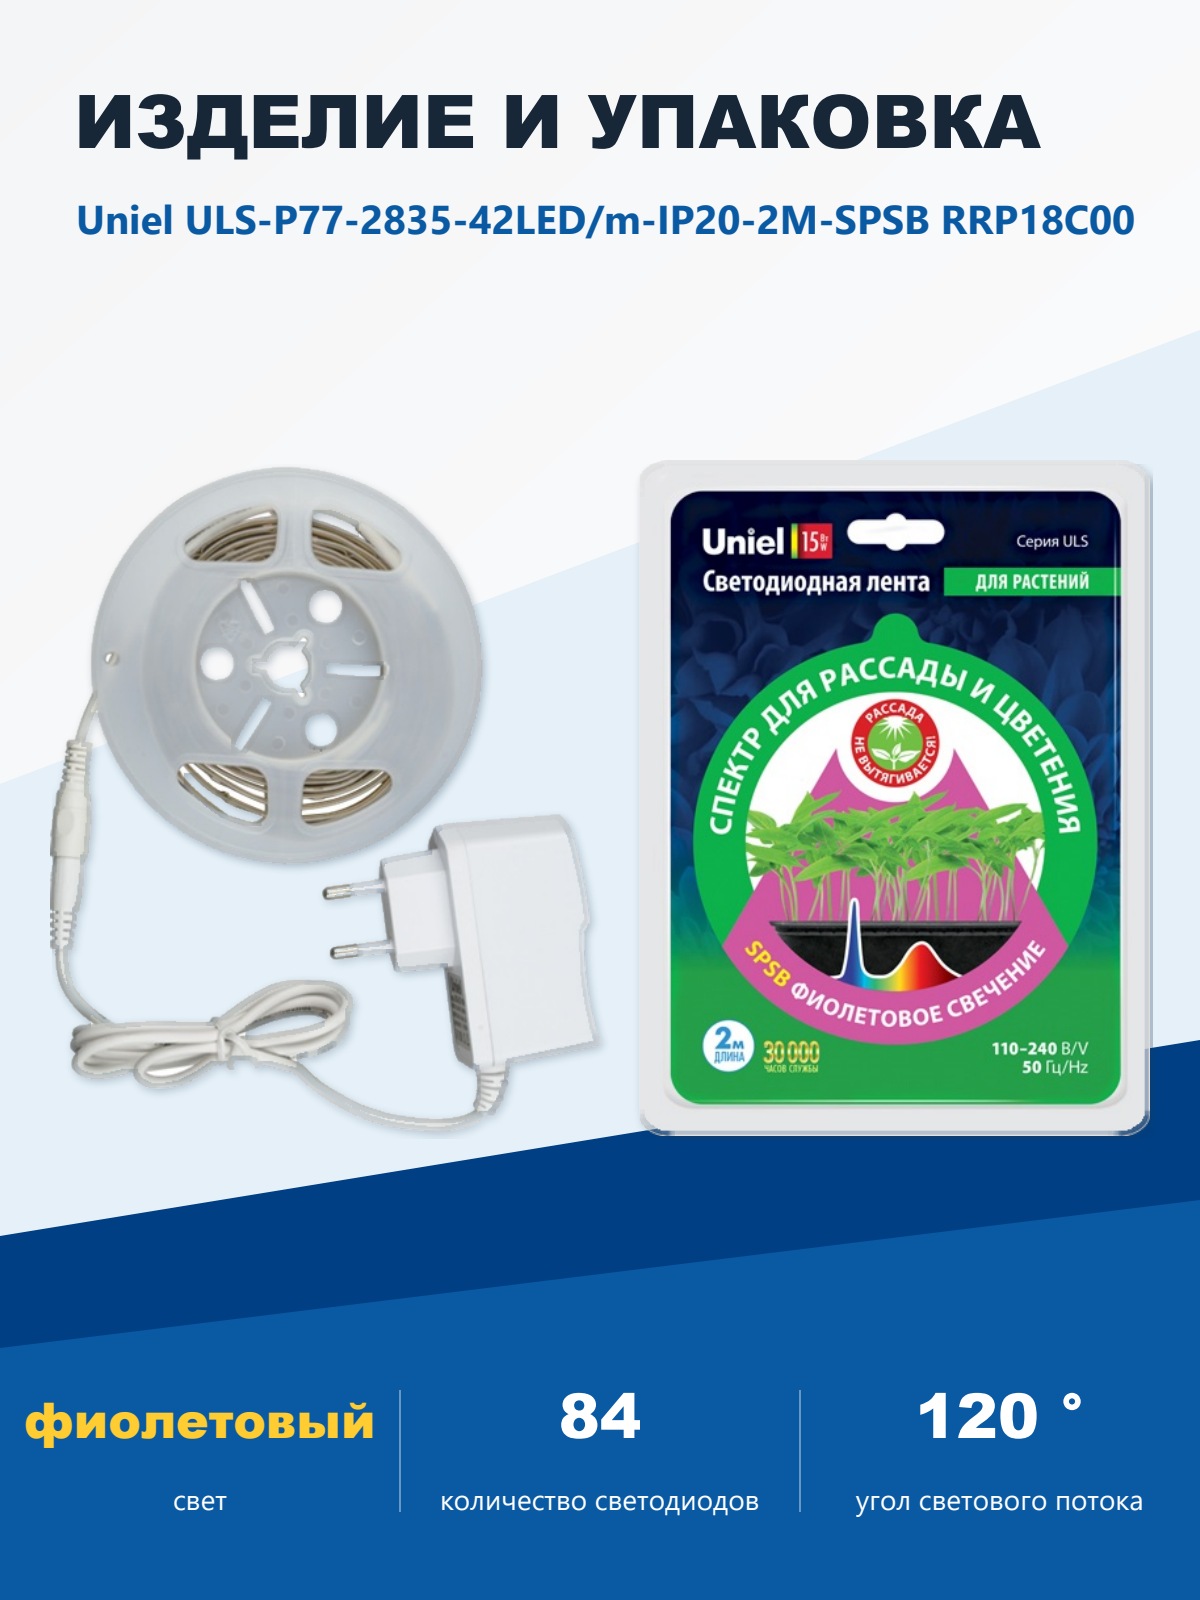 ИЗДЕЛИЕ И УПАКОВКА
Uniel ULS-P77-2835-42LED/m-IP20-2M-SPSB RRP18C00
Uniel 15 Вт W
Серия ULS
Светодиодная лента ДЛЯ РАСТЕНИЙ
СПЕКТР ДЛЯ РАССАДЫ И ЦВЕТЕНИЯ
РАССАДА
НЕ ВЫТЯГИВАЕТСЯ!
SPSB ФИОЛЕТОВОЕ СВЕЧЕНИЕ
2м
ДЛИНА
30 000
ЧАСОВ СЛУЖБЫ
110–240 В/V
50 Гц/Hz
фиолетовый
свет
84
количество светодиодов
120 °
угол светового потока